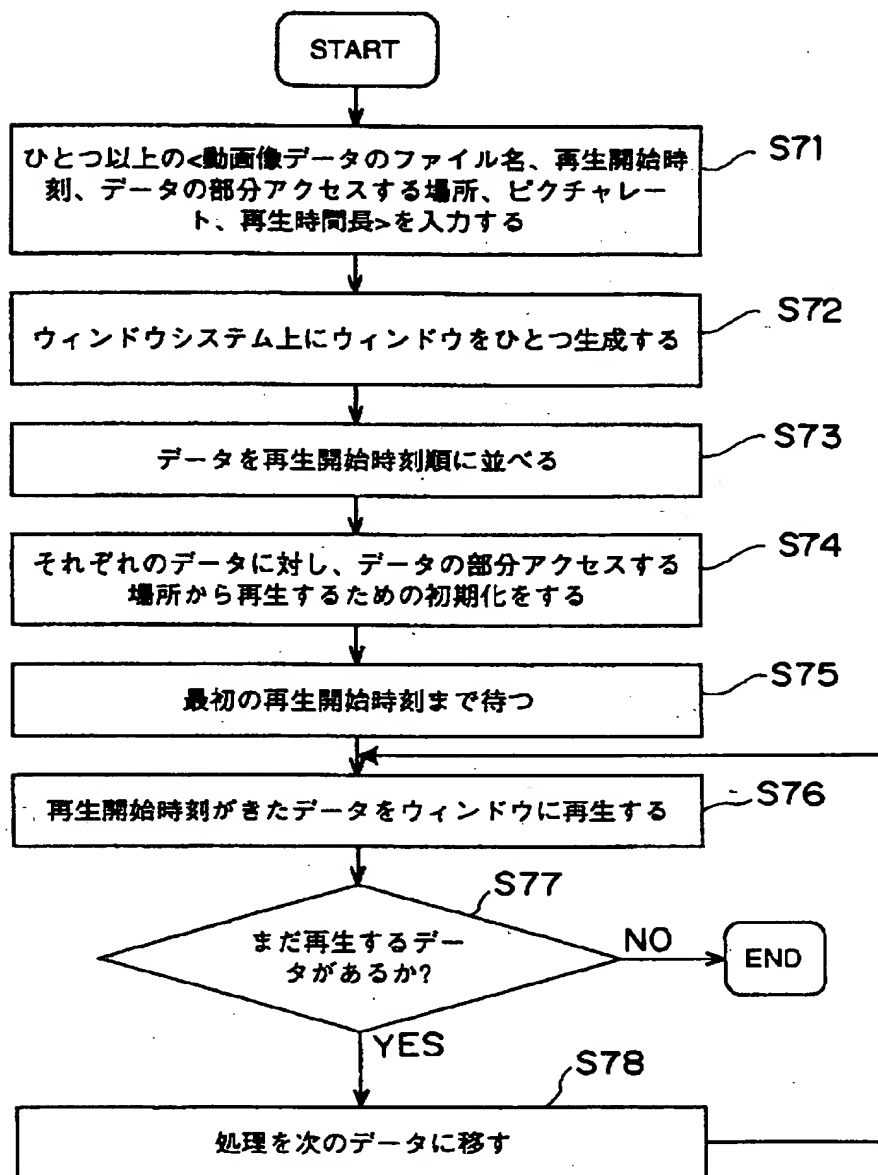 START
ひとつ以上の<動画像データのファイル名、再生開始時
刻、データの部分アクセスする場所、ピクチャレー
ト、再生時間長>を入力する
S71
ウィンドウシステム上にウィンドウをひとつ生成する
S72
データを再生開始時刻順に並べる
S73
それぞれのデータに対し、データの部分アクセスする
場所から再生するための初期化をする
S74
最初の再生開始時刻まで待つ
S75
再生開始時刻がきたデータをウィンドウに再生する
S76
S77
まだ再生するデー
タがあるか?
NO
END
YES
S78
処理を次のデータに移す